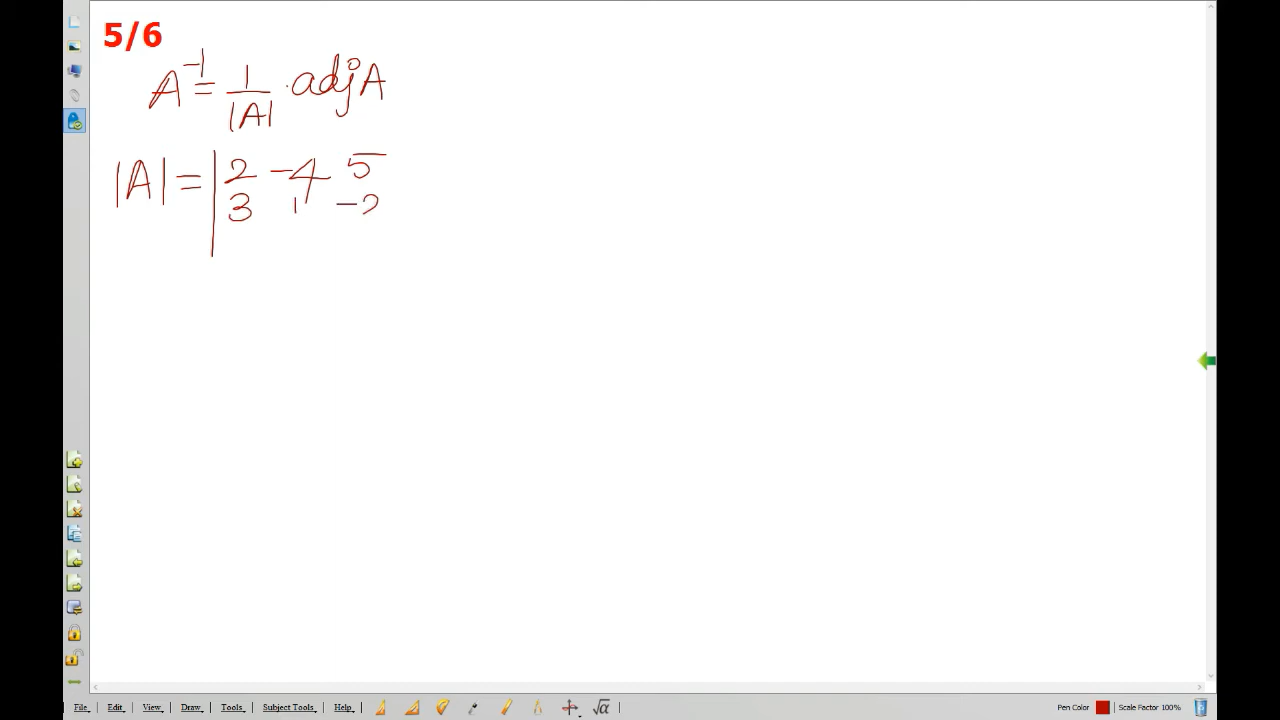 5/6
A⁻¹ = 1/|A| · adj A
|A| = | 2 -4 5
3 1 -2
File Edit View Draw Tools Subject Tools Help √α Pen Color Scale Factor 100%